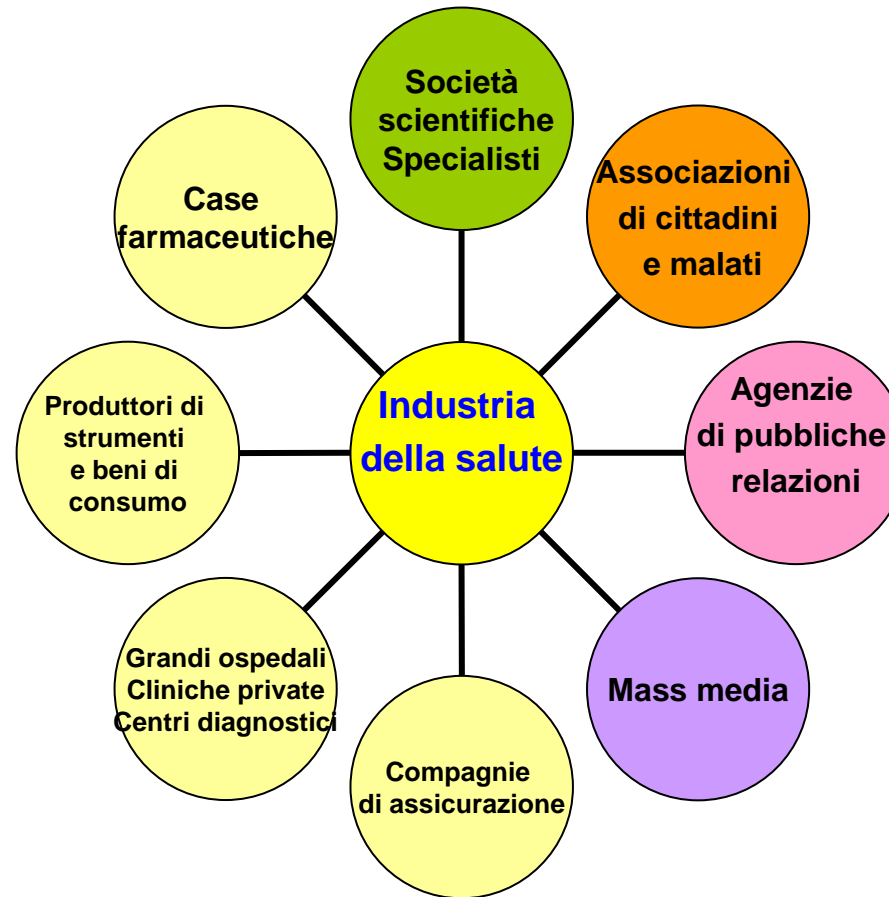 Società
scientifiche
Specialisti
Associazioni
di cittadini
e malati
Case
farmaceutiche
Industria
della salute
Agenzie
di pubbliche
relazioni
Produttori di
strumenti
e beni di
consumo
Grandi ospedali
Cliniche private
Centri diagnostici
Mass media
Compagnie
di assicurazione